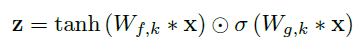 z = tanh (W_{f,k} * x) ⊙ σ (W_{g,k} * x)